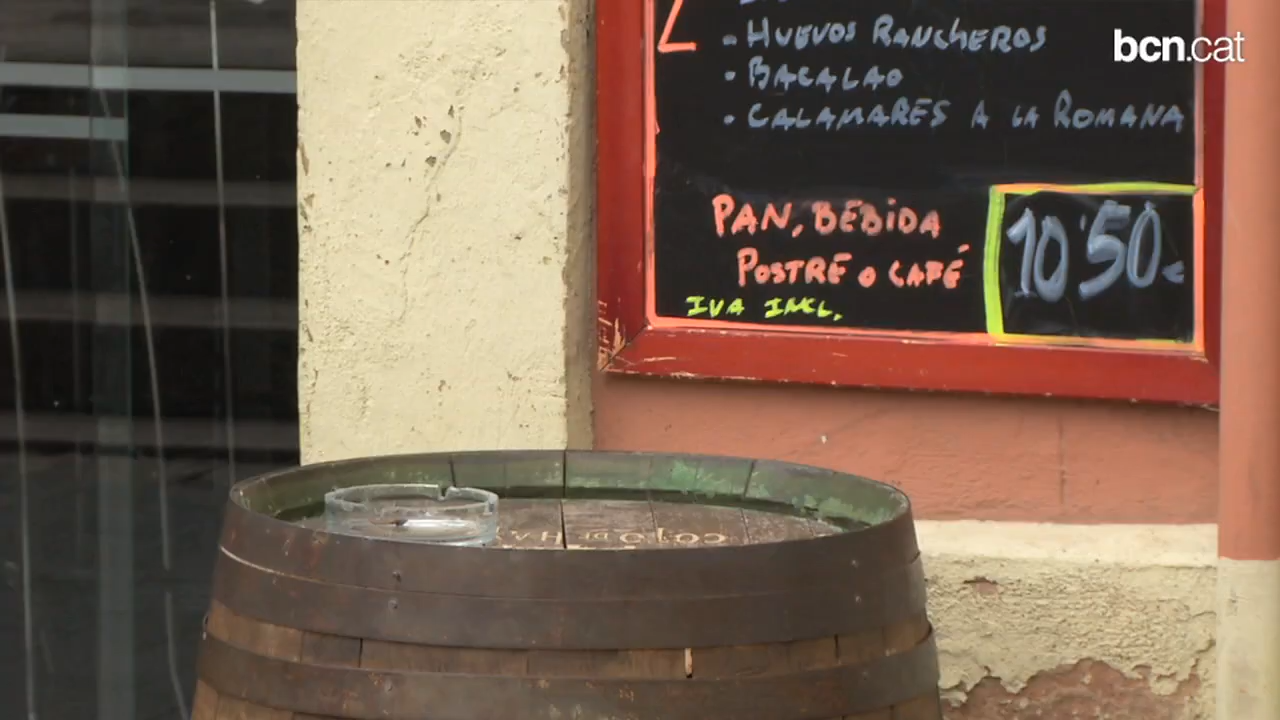 bcn.cat
2
- HUEVOS RANCHEROS
- BACALAO
- CALAMARES A LA ROMANA
PAN, BEBIDA
POSTRE O CAFÉ
IVA INCL.
10'50€